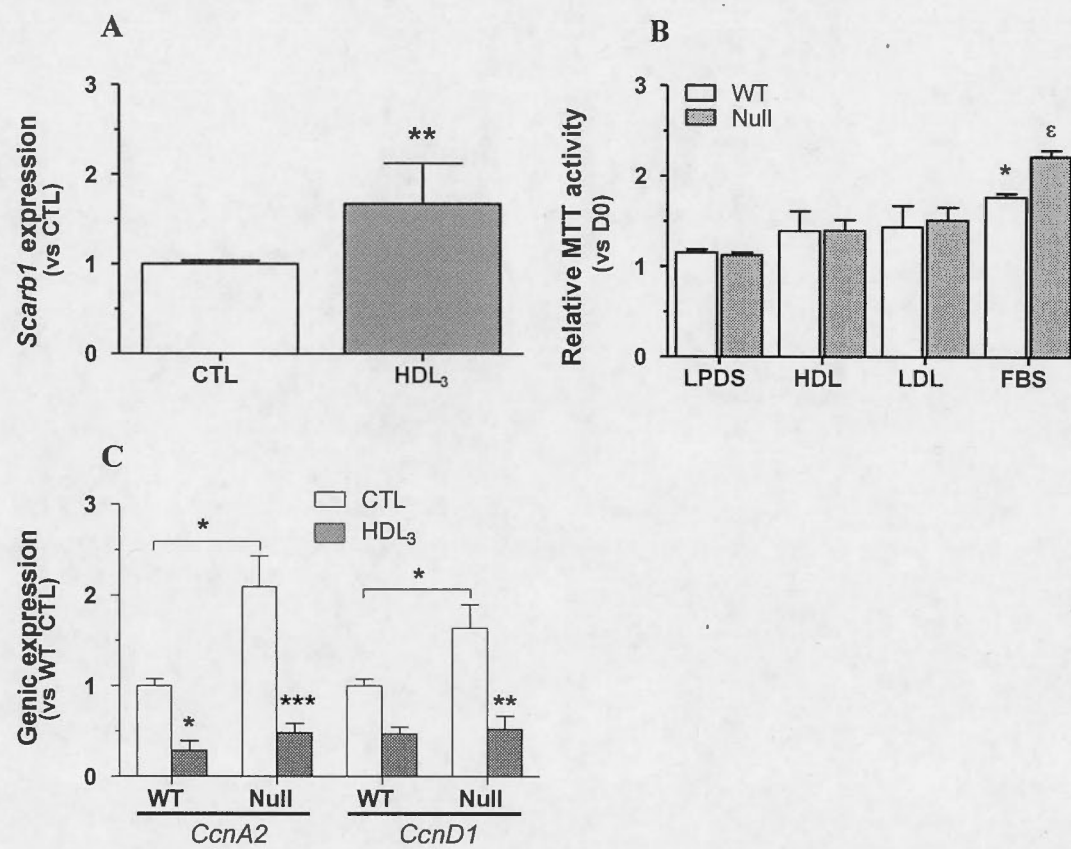 A
Scarb1 expression
(vs CTL)
3
2
1
0
**
CTL
HDL₃
B
Relative MTT activity
(vs D0)
3
2
1
0
WT
Null
*
ε
LPDS
HDL
LDL
FBS
C
Genic expression
(vs WT CTL)
3
2
1
0
CTL
HDL₃
*
*
*
***
**
WT
Null
WT
Null
CcnA2
CcnD1